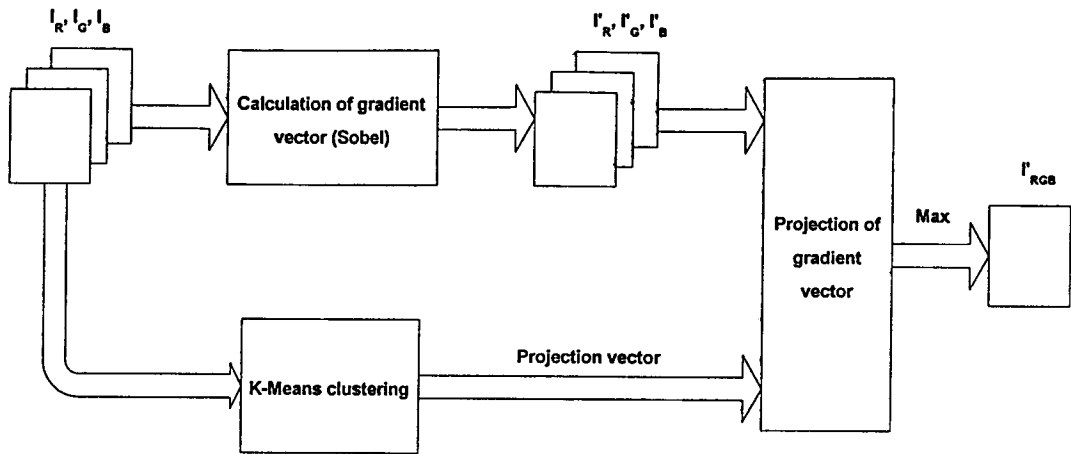 I_R, I_G, I_B
I'_R, I'_G, I'_B
Calculation of gradient
vector (Sobel)
I'_RGB
Max
Projection of
gradient
vector
Projection vector
K-Means clustering